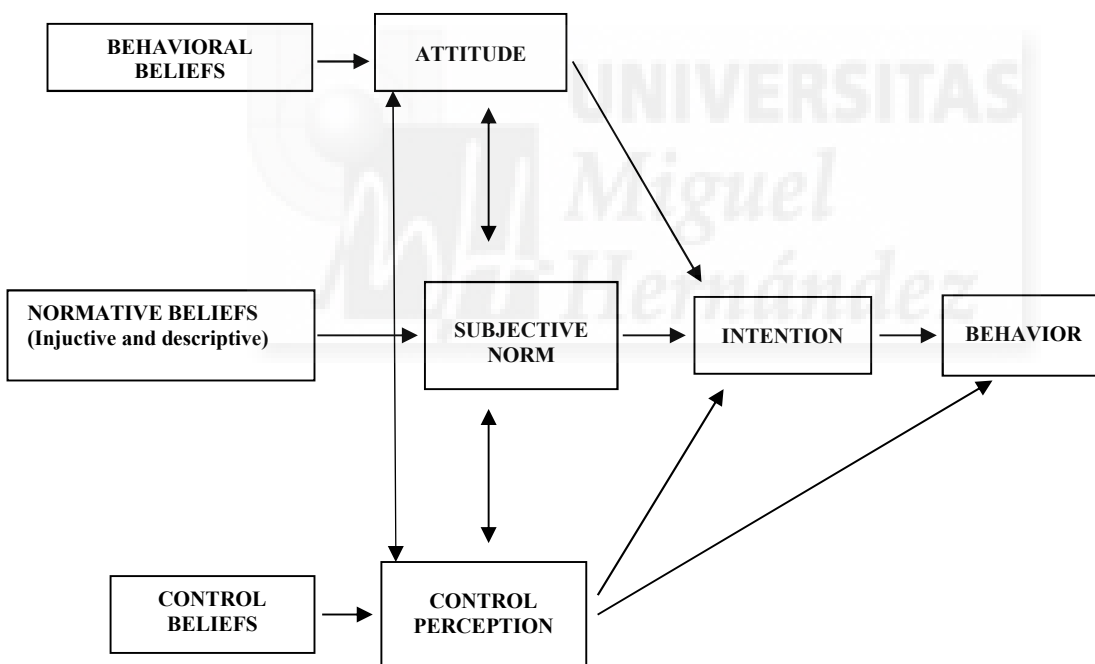 BEHAVIORAL
BELIEFS
ATTITUDE
UNIVERSITAS
Miguel
Hernández
NORMATIVE BELIEFS
(Injuctive and descriptive)
SUBJECTIVE
NORM
INTENTION
BEHAVIOR
CONTROL
BELIEFS
CONTROL
PERCEPTION